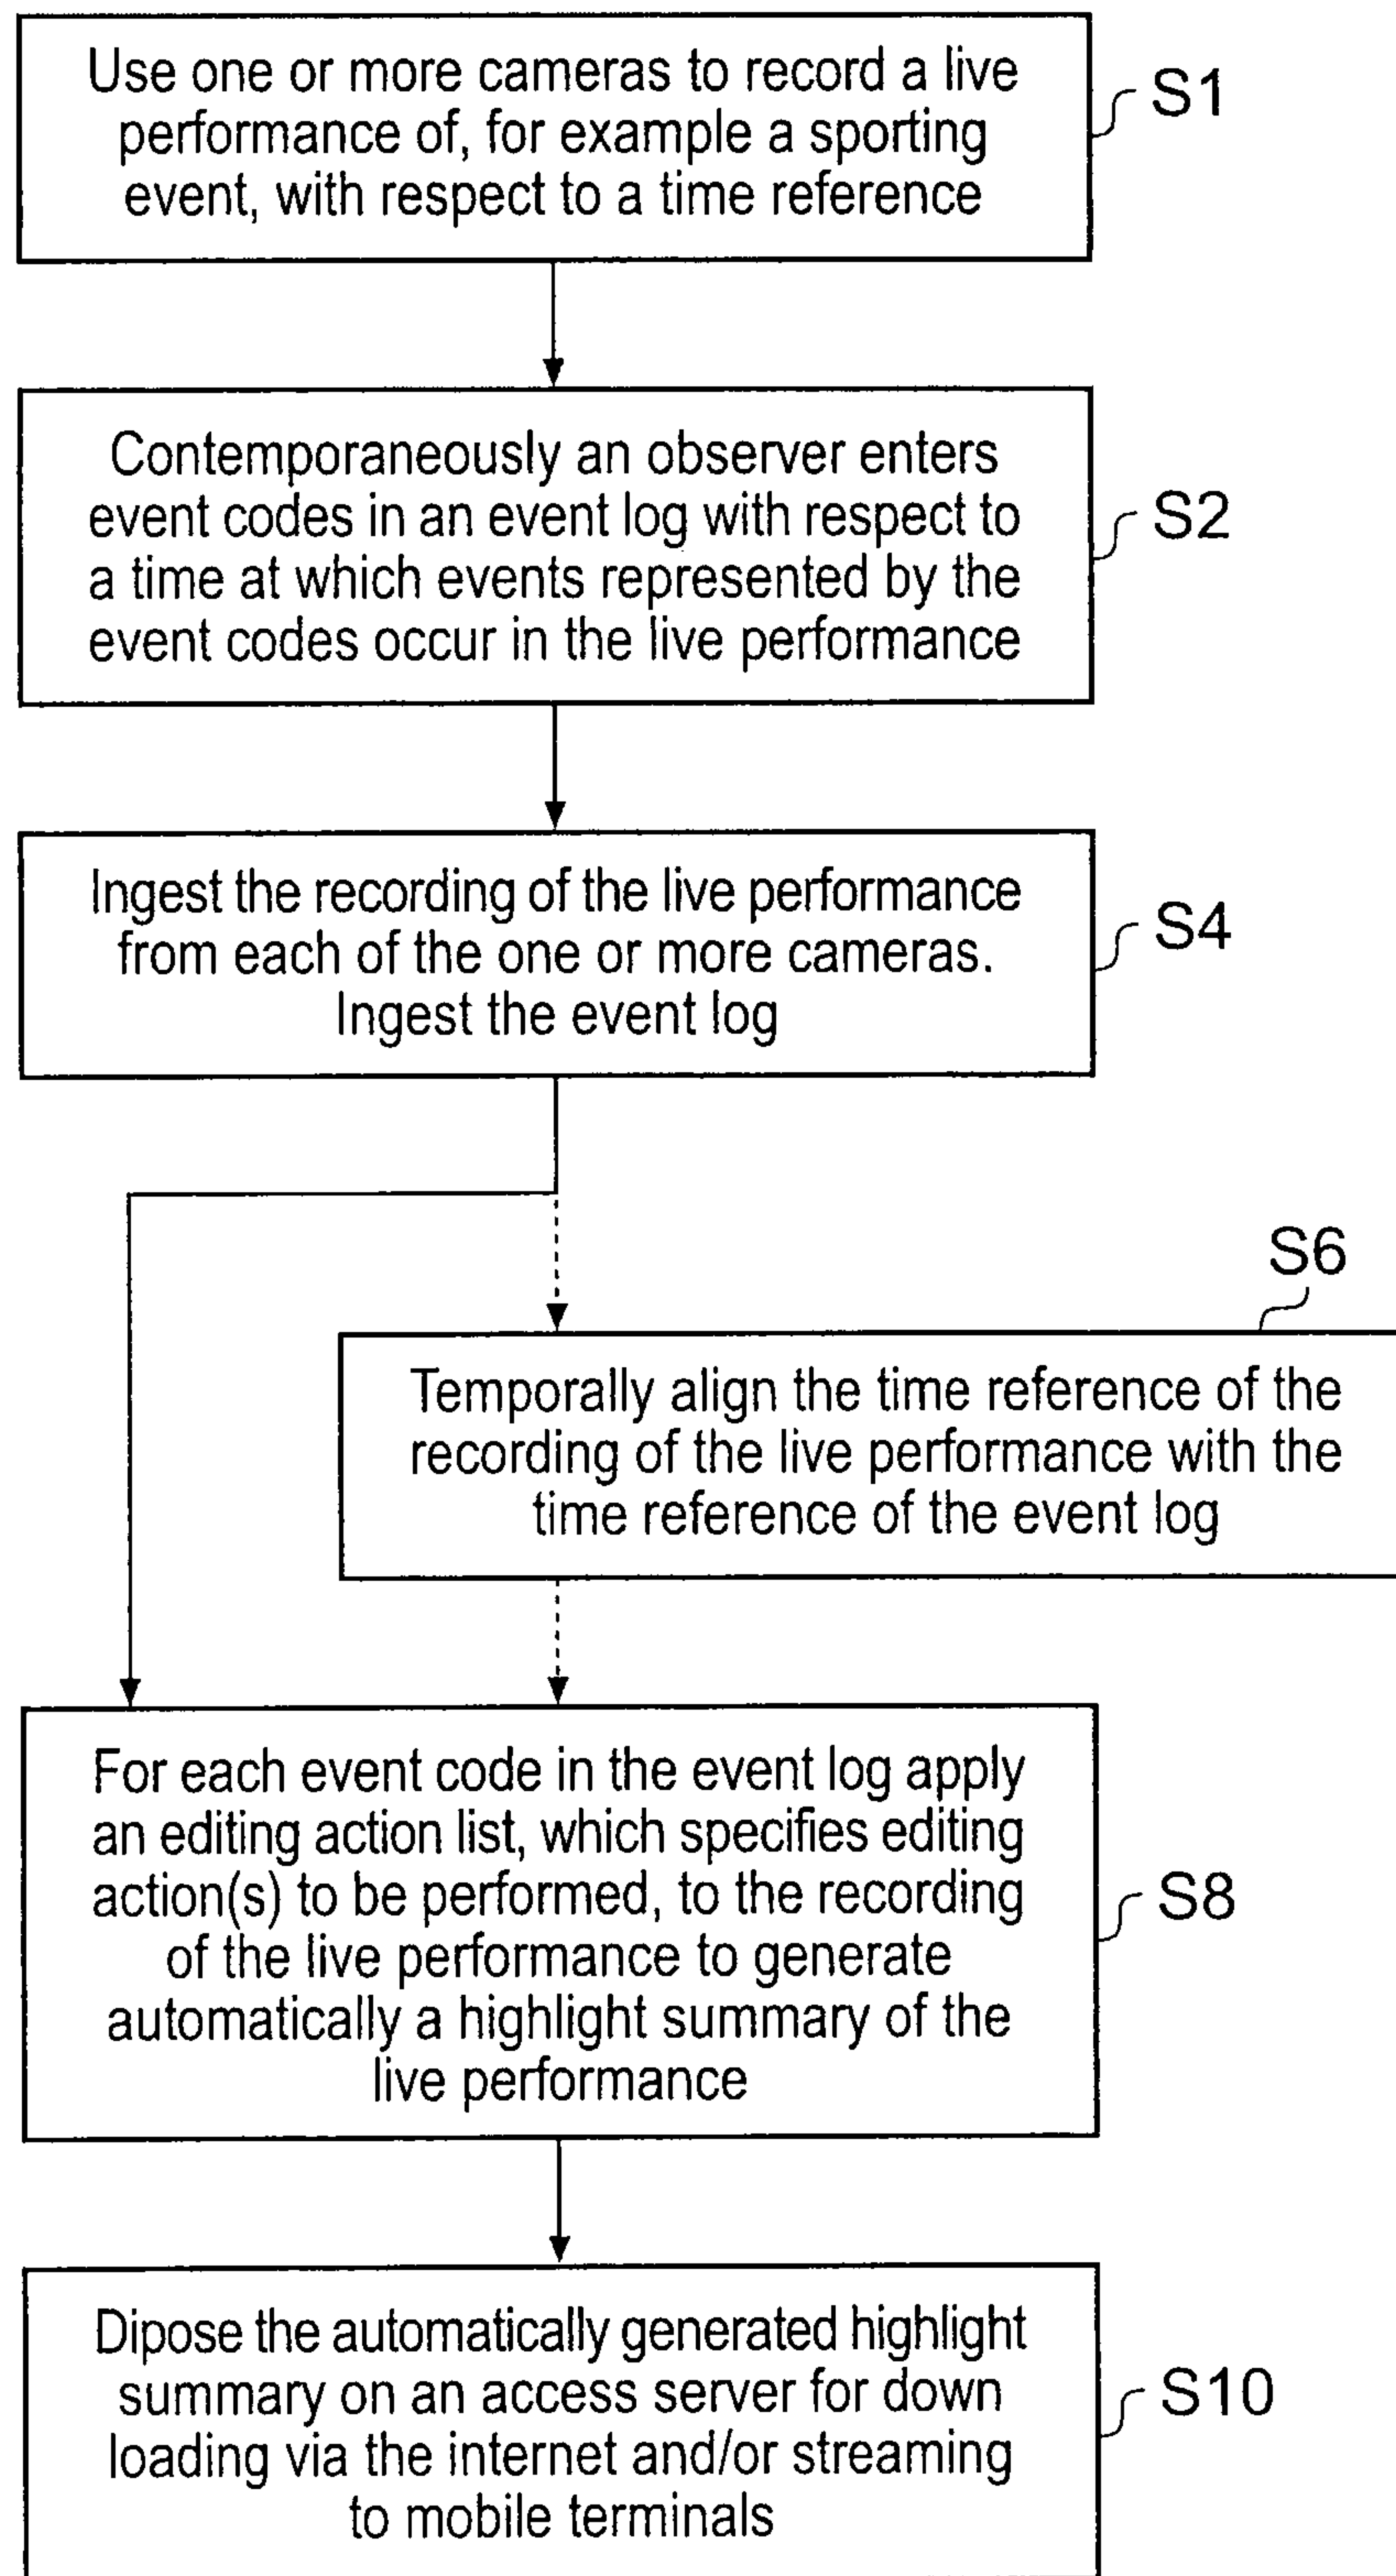 Use one or more cameras to record a live
performance of, for example a sporting
event, with respect to a time reference
S1
Contemporaneously an observer enters
event codes in an event log with respect to
a time at which events represented by the
event codes occur in the live performance
S2
Ingest the recording of the live performance
from each of the one or more cameras.
Ingest the event log
S4
S6
Temporally align the time reference of the
recording of the live performance with the
time reference of the event log
For each event code in the event log apply
an editing action list, which specifies editing
action(s) to be performed, to the recording
of the live performance to generate
automatically a highlight summary of the
live performance
S8
Dipose the automatically generated highlight
summary on an access server for down
loading via the internet and/or streaming
to mobile terminals
S10